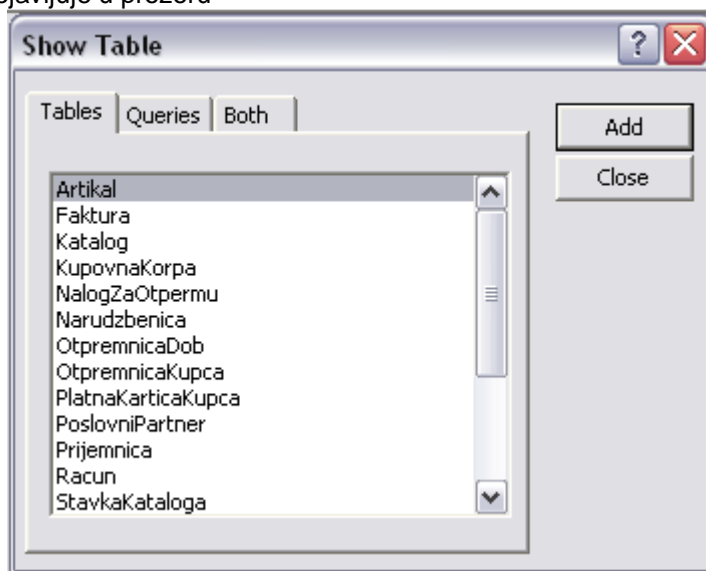 u prozoru
Show Table
Tables Queries Both
Add
Close
Artikal
Faktura
Katalog
KupovnaKorpa
NalogZaOtpermu
Narudzbenica
OtpremnicaDob
OtpremnicaKupca
PlatnaKarticaKupca
PoslovniPartner
Prijemnica
Racun
StavkaKataloga